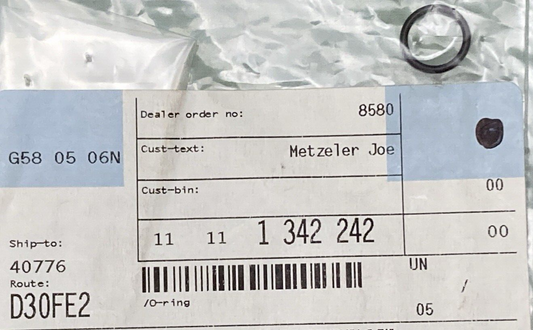 Dealer order no: 8580
G58 05 06N
Cust-text: Metzeler Joe
Cust-bin: 00
11 11 1 342 242 00
Ship-to:
40776
UN
Route:
/
D30FE2
/O-ring
05